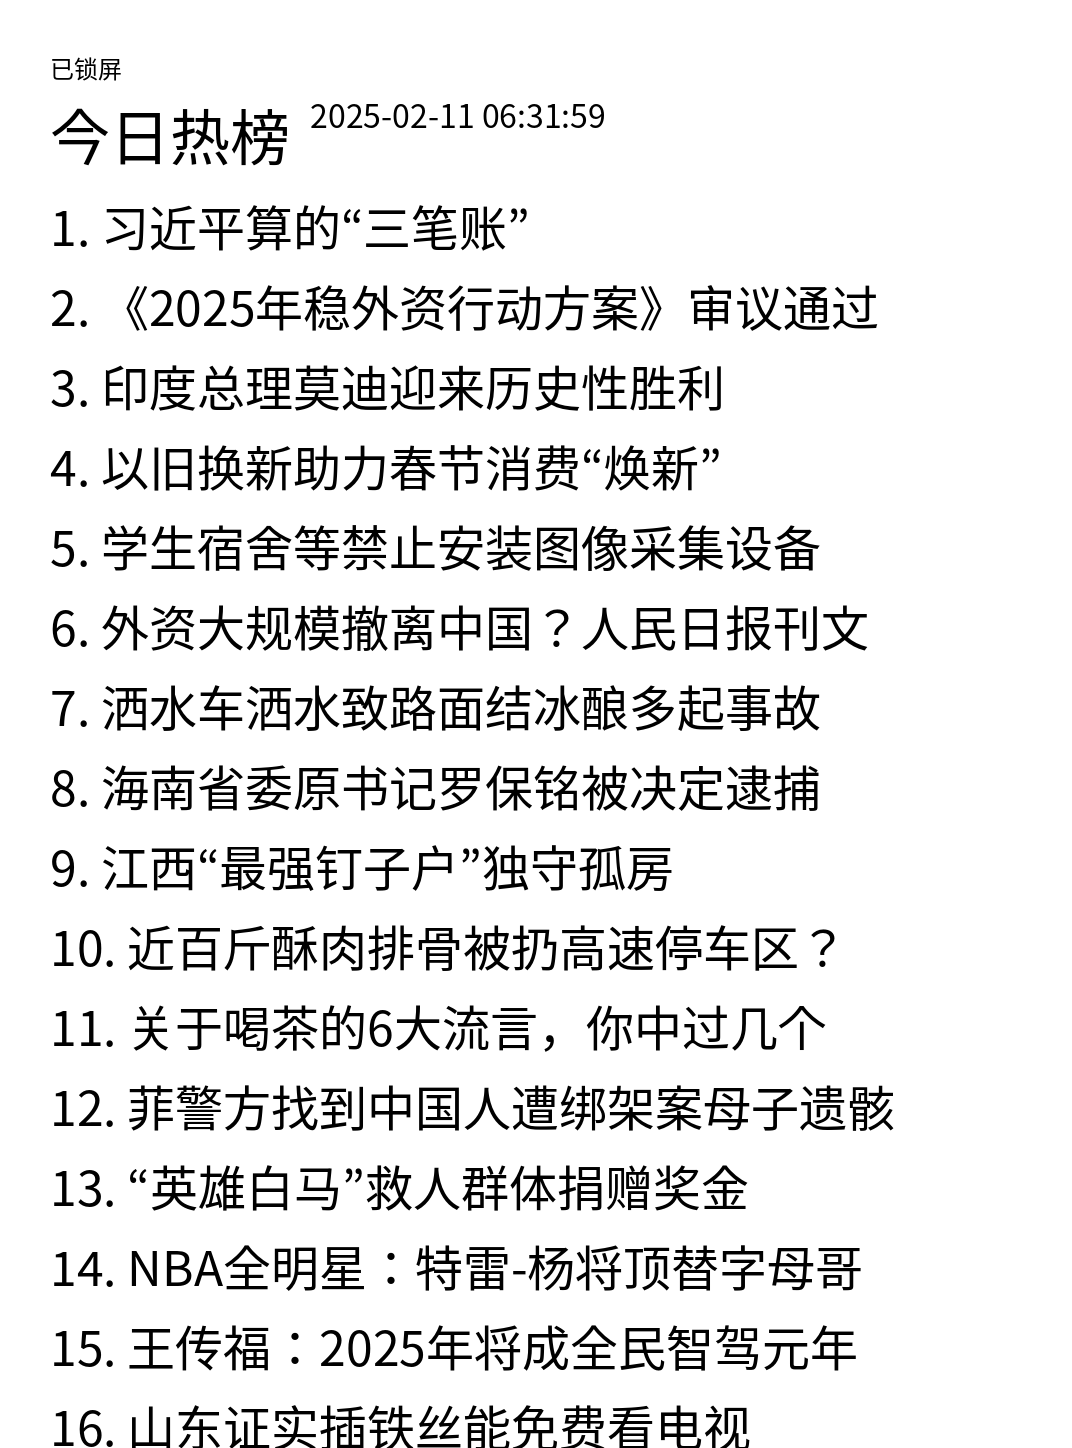 已锁屏
今日热榜 2025-02-11 06:31:59
1. 习近平算的“三笔账”
2. 《2025年稳外资行动方案》审议通过
3. 印度总理莫迪迎来历史性胜利
4. 以旧换新助力春节消费“焕新”
5. 学生宿舍等禁止安装图像采集设备
6. 外资大规模撤离中国？人民日报刊文
7. 洒水车洒水致路面结冰酿多起事故
8. 海南省委原书记罗保铭被决定逮捕
9. 江西“最强钉子户”独守孤房
10. 近百斤酥肉排骨被扔高速停车区？
11. 关于喝茶的6大流言，你中过几个
12. 菲警方找到中国人遭绑架案母子遗骸
13. “英雄白马”救人群体捐赠奖金
14. NBA全明星：特雷-杨将顶替字母哥
15. 王传福：2025年将成全民智驾元年
16. 山东证实插铁丝能免费看电视